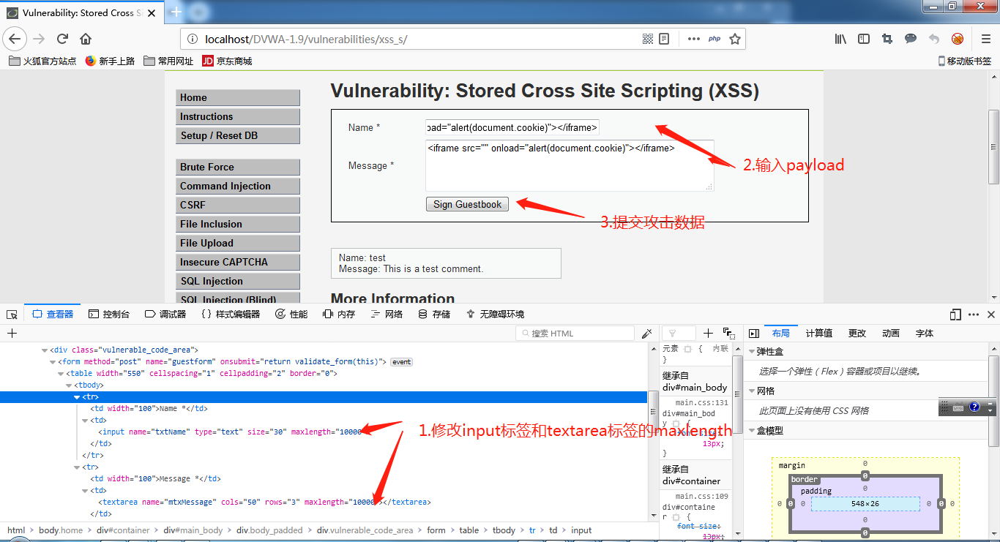 Vulnerability: Stored Cross Si
localhost/DVWA-1.9/vulnerabilities/xss_s/
php
火狐官方站点
新手上路
常用网址
JD 京东商城
移动版书签
Home
Instructions
Setup / Reset DB
Brute Force
Command Injection
CSRF
File Inclusion
File Upload
Insecure CAPTCHA
SQL Injection
SQL Injection (Blind)
Vulnerability: Stored Cross Site Scripting (XSS)
Name *
oad="alert(document.cookie)"></iframe>
Message *
<iframe src="" onload="alert(document.cookie)"></iframe>
2.输入payload
Sign Guestbook
3.提交攻击数据
Name: test
Message: This is a test comment.
More Information
查看器
控制台
调试器
{} 样式编辑器
性能
内存
网络
存储
无障碍环境
搜索 HTML
<div class="vulnerable_code_area">
<form method="post" name="guestform" onsubmit="return validate_form(this)"> event
<table width="550" cellspacing="1" cellpadding="2" border="0">
<tbody>
<tr>
<td width="100">Name *</td>
<td>
<input name="txtName" type="text" size="30" maxlength="10000
</td>
</tr>
<tr>
<td width="100">Message *</td>
<td>
<textarea name="mtxMessage" cols="50" rows="3" maxlength="10000"></textarea>
</td>
1.修改input标签和textarea标签的maxlength
html
body.home
div#container
div#main_body
div.body_padded
div.vulnerable_code_area
form
table
tbody
tr
td
input
元素 { 内联
}
继承自
div#main_body
main.css:131
div#main_bod
y {
font-size:
13px;
}
继承自
div#container
main.css:109
div#containe
r {
font-size:
13px;
布局
计算值
更改
动画
字体
弹性盒
选择一个弹性（Flex）容器或项目以继续。
网格
此页面上没有使用 CSS 网格
盒模型
margin
0
border
0
padding
0
0
0
0
548×26
0
0
0
0
0
0